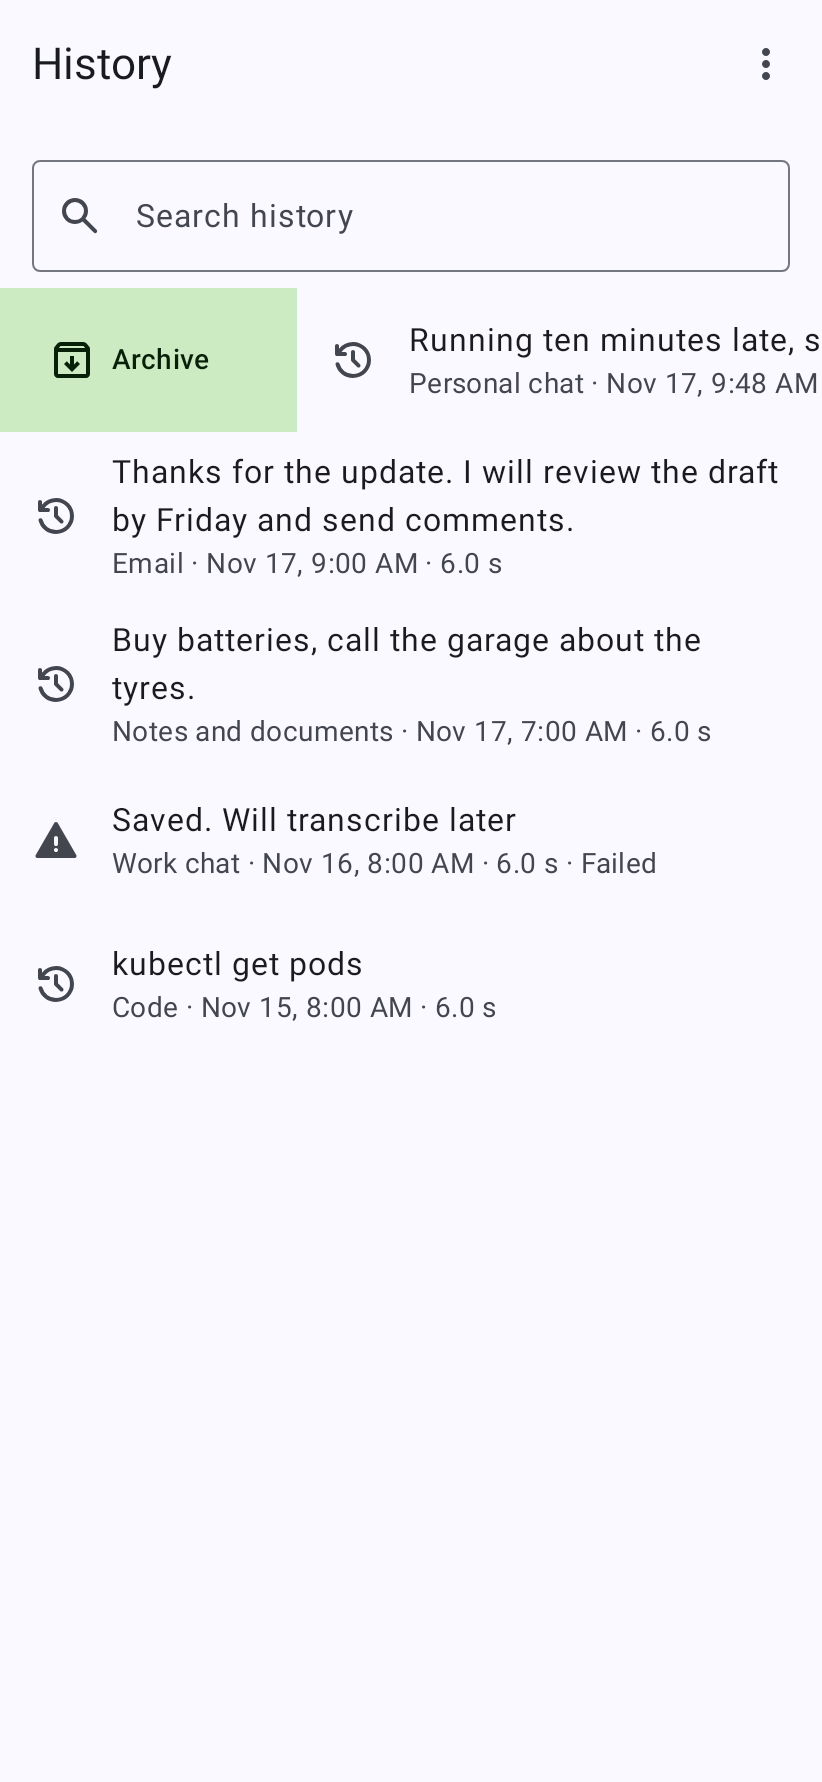 History
Search history
Archive
Running ten minutes late, s
Personal chat · Nov 17, 9:48 AM
Thanks for the update. I will review the draft
by Friday and send comments.
Email · Nov 17, 9:00 AM · 6.0 s
Buy batteries, call the garage about the
tyres.
Notes and documents · Nov 17, 7:00 AM · 6.0 s
Saved. Will transcribe later
Work chat · Nov 16, 8:00 AM · 6.0 s · Failed
kubectl get pods
Code · Nov 15, 8:00 AM · 6.0 s